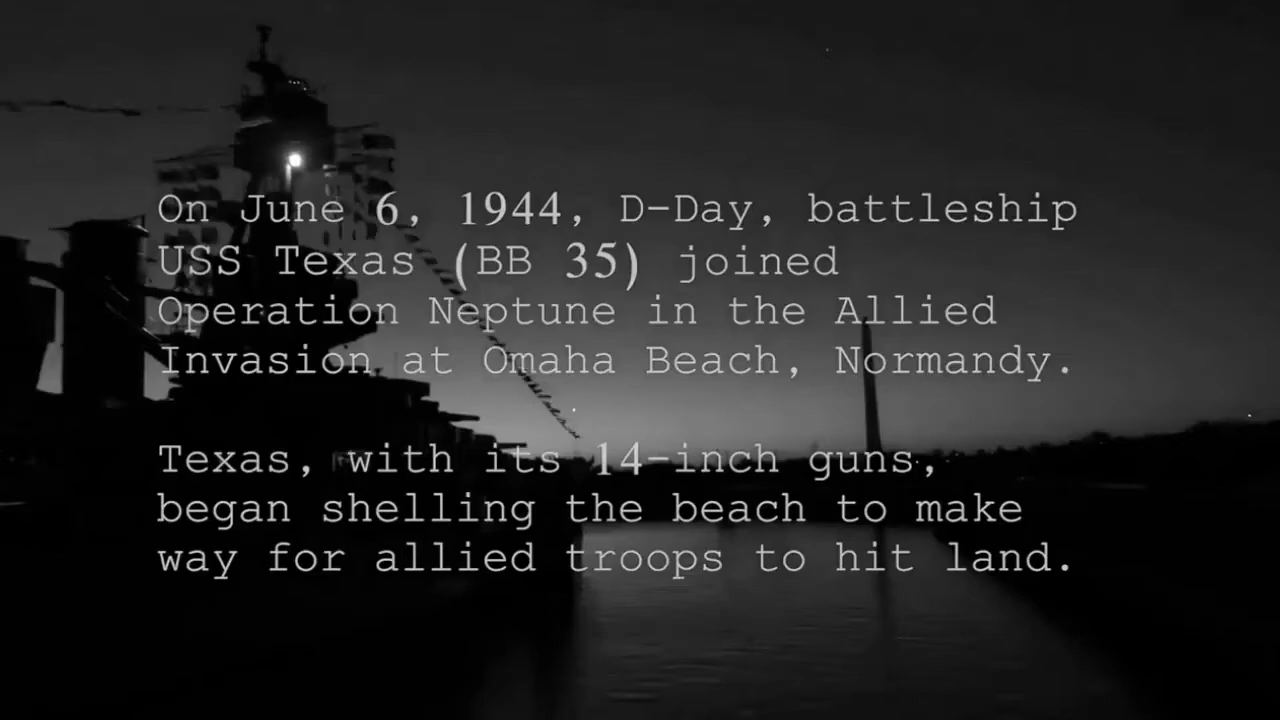 On June 6, 1944, D-Day, battleship
USS Texas (BB 35) joined
Operation Neptune in the Allied
Invasion at Omaha Beach, Normandy.
Texas, with its 14-inch guns,
began shelling the beach to make
way for allied troops to hit land.